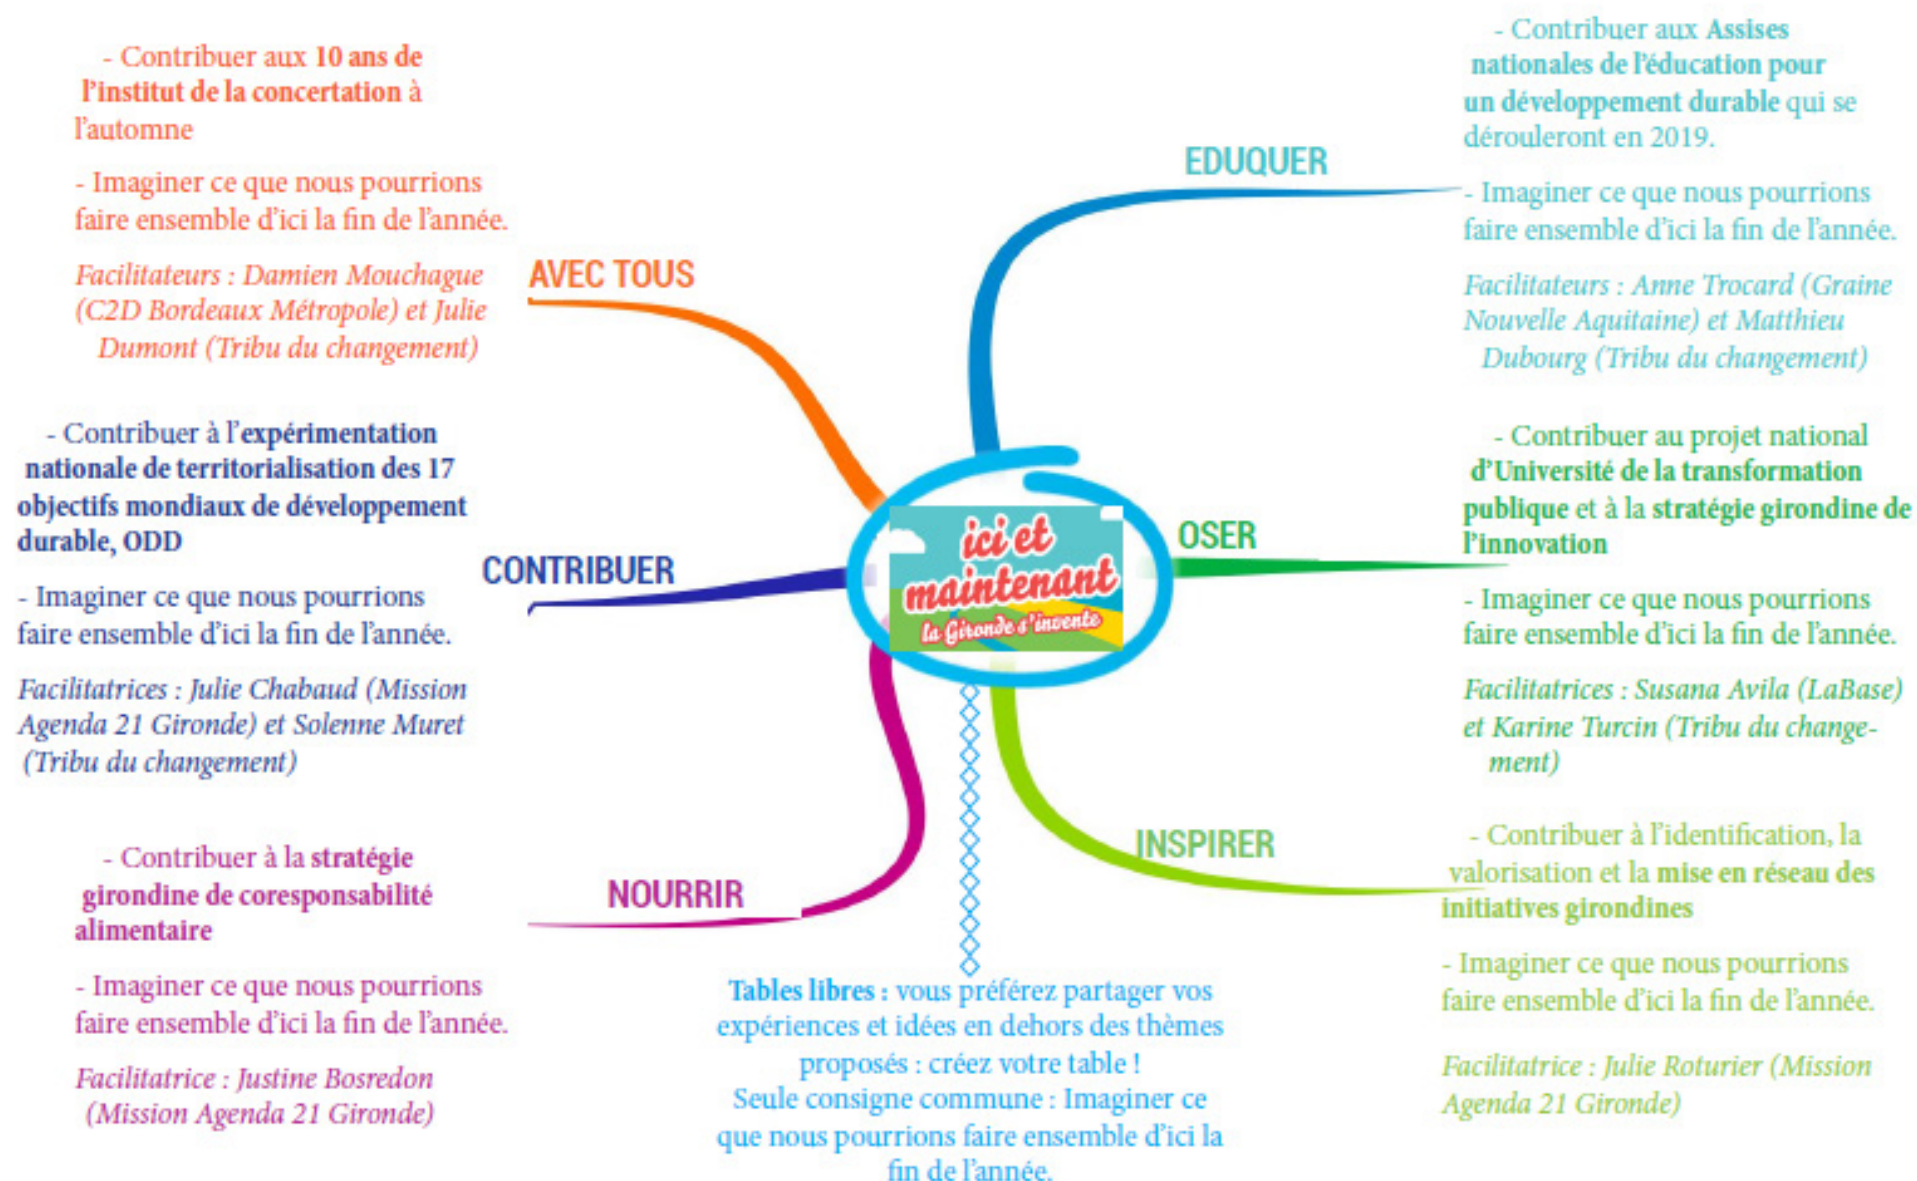 - Contribuer aux 10 ans de
l'institut de la concertation à
l'automne
- Imaginer ce que nous pourrions
faire ensemble d'ici la fin de l'année.
Facilitateurs : Damien Mouchague
(C2D Bordeaux Métropole) et Julie
Dumont (Tribu du changement)
AVEC TOUS
- Contribuer à l'expérimentation
nationale de territorialisation des 17
objectifs mondiaux de développement
durable, ODD
- Imaginer ce que nous pourrions
faire ensemble d'ici la fin de l'année.
Facilitatrices : Julie Chabaud (Mission
Agenda 21 Gironde) et Solenne Muret
(Tribu du changement)
CONTRIBUER
- Contribuer à la stratégie
girondine de coresponsabilité
alimentaire
- Imaginer ce que nous pourrions
faire ensemble d'ici la fin de l'année.
Facilitatrice : Justine Bosredon
(Mission Agenda 21 Gironde)
NOURRIR
ici et
maintenant
la Gironde s'invente
Tables libres : vous préférez partager vos
expériences et idées en dehors des thèmes
proposés : créez votre table !
Seule consigne commune : Imaginer ce
que nous pourrions faire ensemble d'ici la
fin de l'année.
EDUQUER
- Contribuer aux Assises
nationales de l'éducation pour
un développement durable qui se
dérouleront en 2019.
- Imaginer ce que nous pourrions
faire ensemble d'ici la fin de l'année.
Facilitateurs : Anne Trocard (Graine
Nouvelle Aquitaine) et Matthieu
Dubourg (Tribu du changement)
OSER
- Contribuer au projet national
d'Université de la transformation
publique et à la stratégie girondine de
l'innovation
- Imaginer ce que nous pourrions
faire ensemble d'ici la fin de l'année.
Facilitatrices : Susana Avila (LaBase)
et Karine Turcin (Tribu du change-
ment)
INSPIRER
- Contribuer à l'identification, la
valorisation et la mise en réseau des
initiatives girondines
- Imaginer ce que nous pourrions
faire ensemble d'ici la fin de l'année.
Facilitatrice : Julie Roturier (Mission
Agenda 21 Gironde)